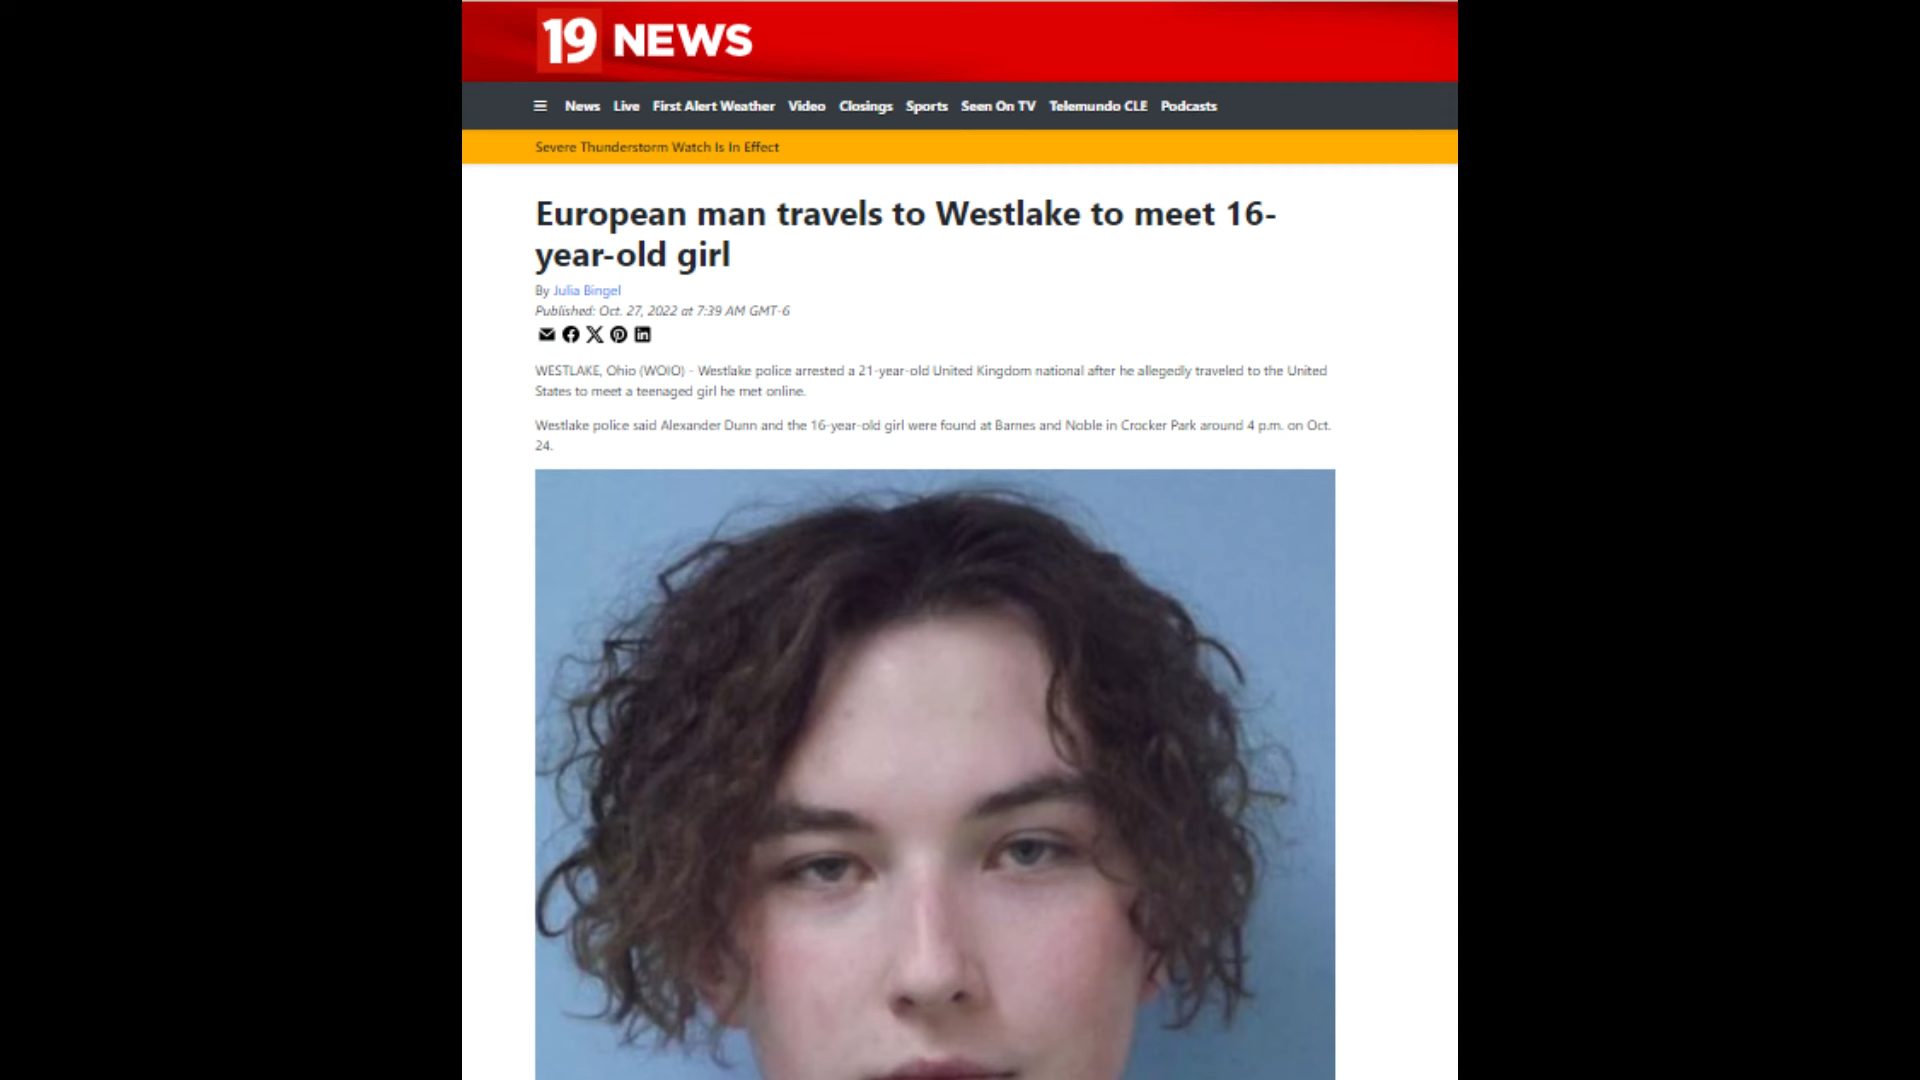 19 NEWS
News Live First Alert Weather Video Closings Sports Seen On TV Telemundo CLE Podcasts
Severe Thunderstorm Watch Is In Effect
European man travels to Westlake to meet 16-
year-old girl
By Julia Bingel
Published: Oct. 27, 2022 at 7:39 AM GMT-6
WESTLAKE, Ohio (WOIO) - Westlake police arrested a 21-year-old United Kingdom national after he allegedly traveled to the United
States to meet a teenaged girl he met online.
Westlake police said Alexander Dunn and the 16-year-old girl were found at Barnes and Noble in Crocker Park around 4 p.m. on Oct.
24.